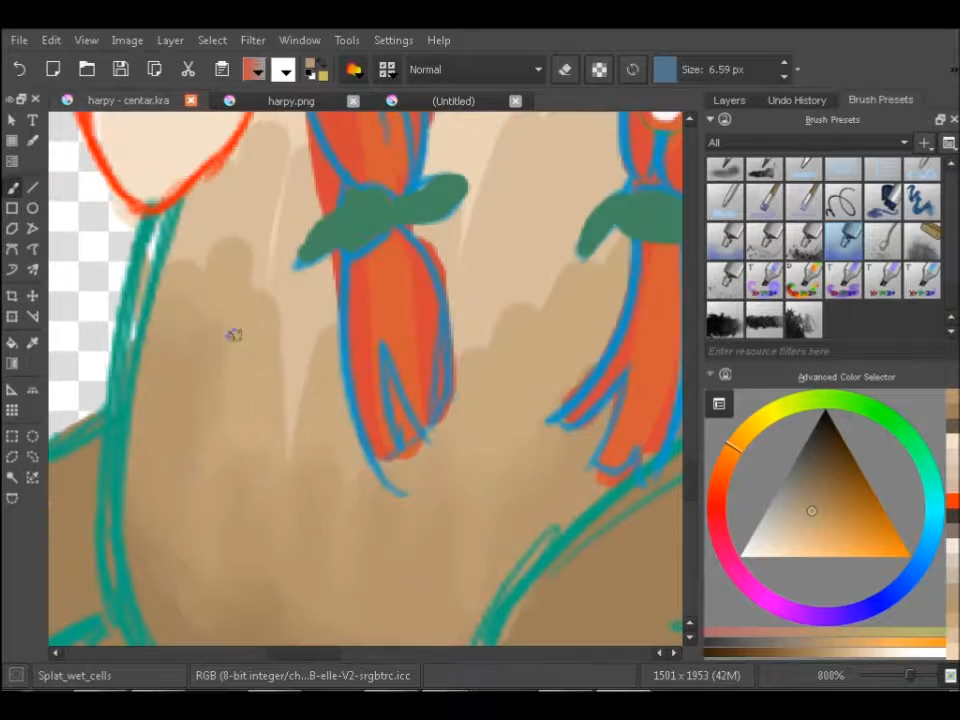 File Edit View Image Layer Select Filter Window Tools Settings Help
Normal Size: 6.59 px
harpy - centar.kra harpy.png (Untitled) Layers Undo History Brush Presets
Brush Presets
All
Enter resource filters here
Advanced Color Selector
Splat_wet_cells RGB (8-bit integer/ch...B-elle-V2-srgbtrc.icc 1501 x 1953 (42M) 800%